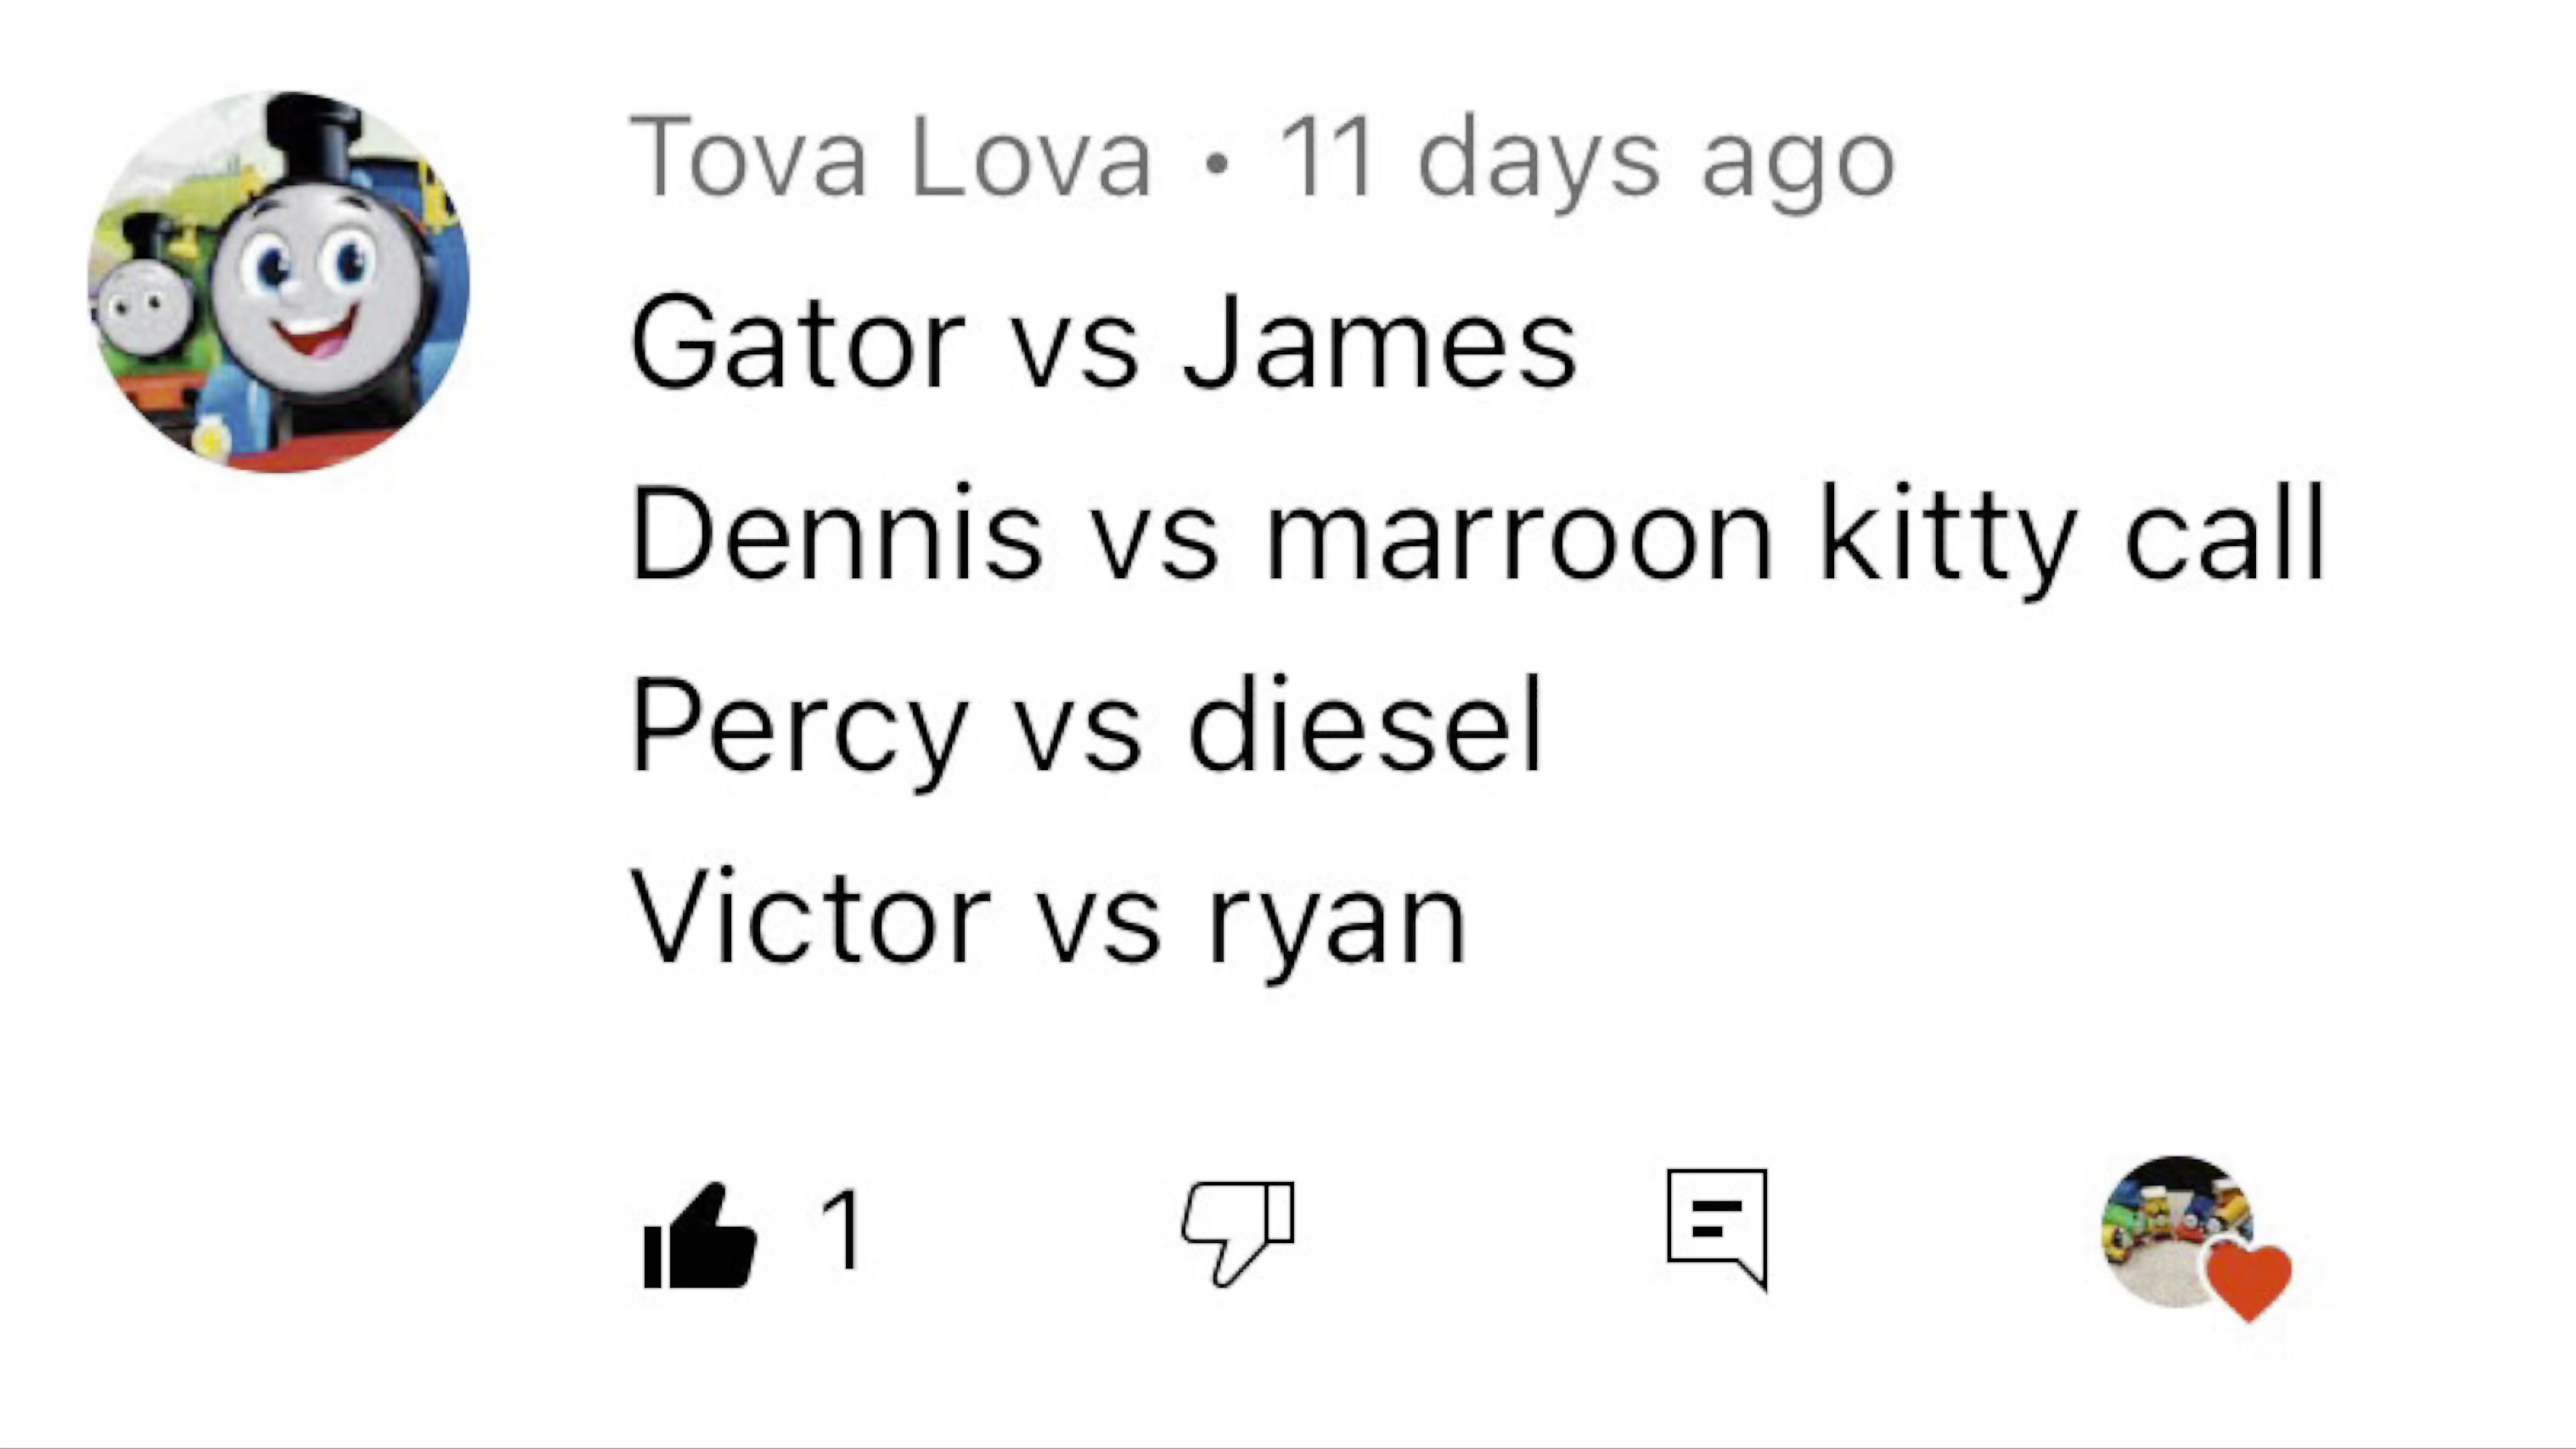 Tova Lova • 11 days ago
Gator vs James
Dennis vs marroon kitty call
Percy vs diesel
Victor vs ryan
1